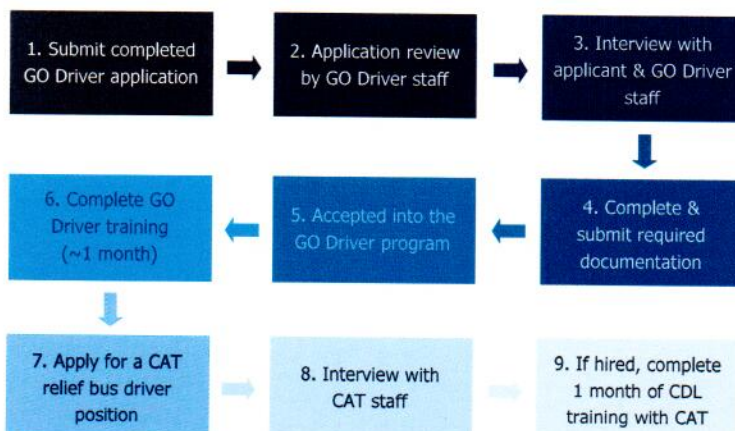 1. Submit completed
GO Driver application
2. Application review
by GO Driver staff
3. Interview with
applicant & GO Driver
staff
4. Complete &
submit required
documentation
5. Accepted into the
GO Driver program
6. Complete GO
Driver training
(~1 month)
7. Apply for a CAT
relief bus driver
position
8. Interview with
CAT staff
9. If hired, complete
1 month of CDL
training with CAT